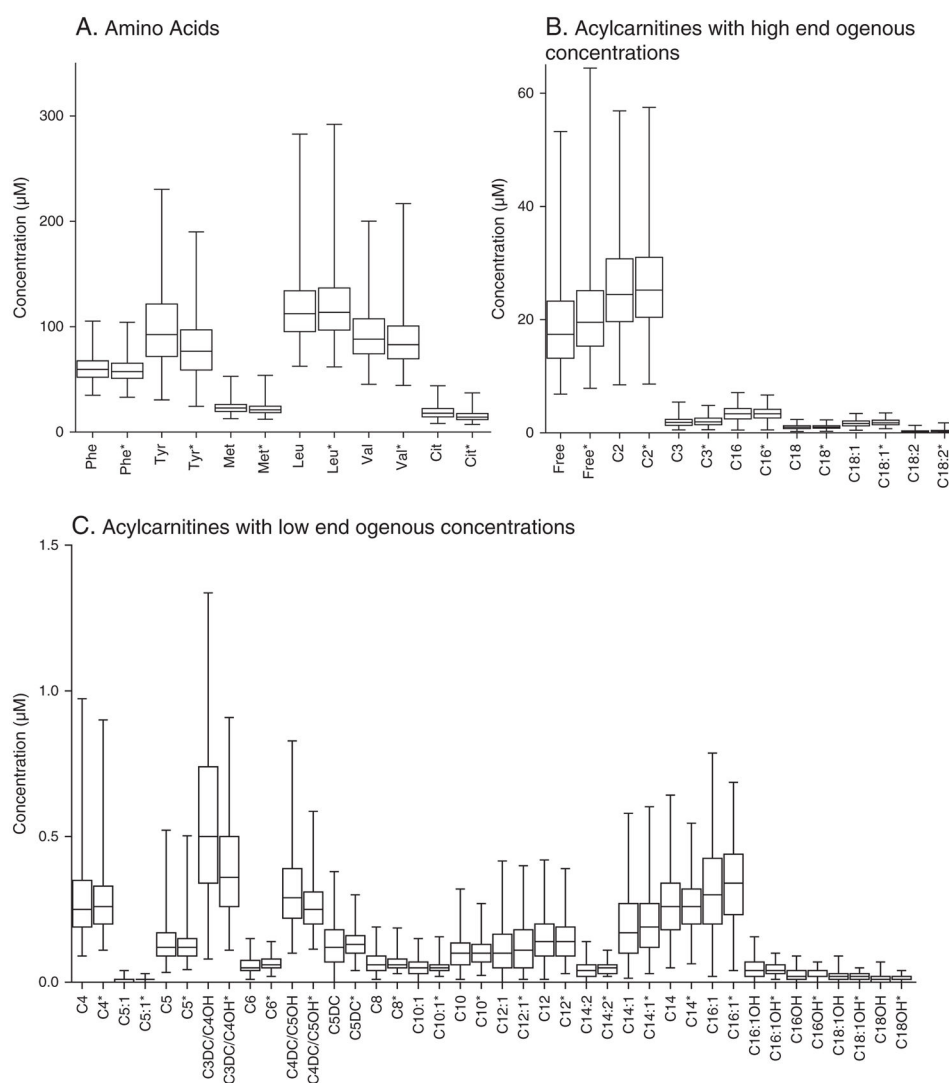 A. Amino Acids
Concentration (µM)
300
200
100
0
Phe
Phe*
Tyr
Tyr*
Met
Met*
Leu
Leu*
Val
Val*
Cit
Cit*
B. Acylcarnitines with high end ogenous
concentrations
Concentration (µM)
60
40
20
0
Free
Free*
C2
C2*
C3
C3*
C16
C16*
C18
C18*
C18:1
C18:1*
C18:2
C18:2*
C. Acylcarnitines with low end ogenous concentrations
Concentration (µM)
1.5
1.0
0.5
0.0
C4
C4*
C5:1
C5:1*
C5
C5*
C3DC/C4OH
C3DC/C4OH*
C6
C6*
C4DC/C5OH
C4DC/C5OH*
C5DC
C5DC*
C8
C8*
C10:1
C10:1*
C10
C10*
C12:1
C12:1*
C12
C12*
C14:2
C14:2*
C14:1
C14:1*
C14
C14*
C16:1
C16:1*
C16:1OH
C16:1OH*
C16OH
C16OH*
C18:1OH
C18:1OH*
C18OH
C18OH*